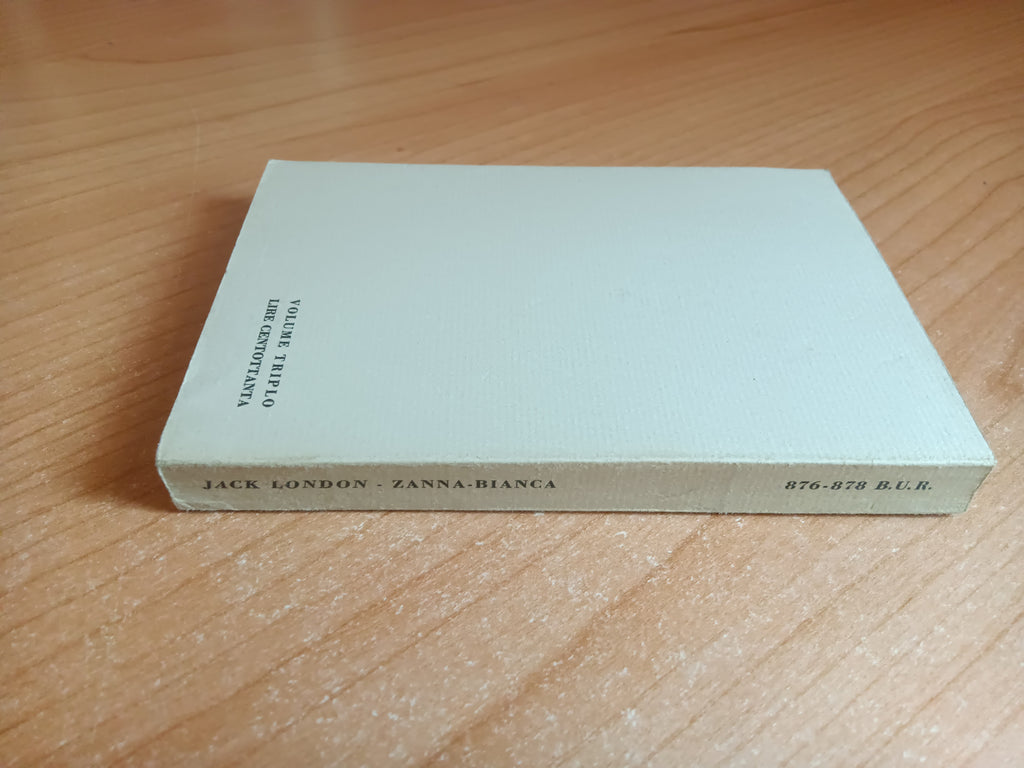 VOLUME TRIPLO
LIRE CENTOTTANTA
JACK LONDON - ZANNA-BIANCA
876-878 B.U.R.